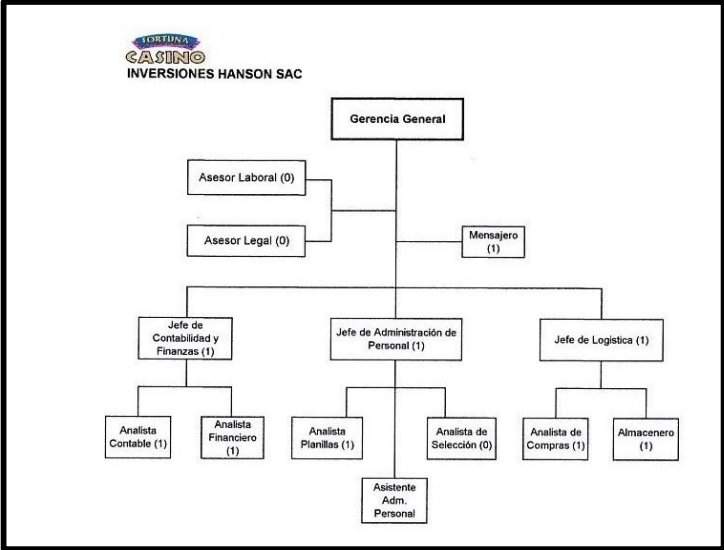 FORTUNA
CASINO
INVERSIONES HANSON SAC
Gerencia General
Asesor Laboral (0)
Asesor Legal (0)
Mensajero
(1)
Jefe de
Contabilidad y
Finanzas (1)
Jefe de Administración de
Personal (1)
Jefe de Logistica (1)
Analista
Contable (1)
Analista
Financiero
(1)
Analista
Planillas (1)
Analista de
Selección (0)
Analista de
Compras (1)
Almacenero
(1)
Asistente
Adm.
Personal